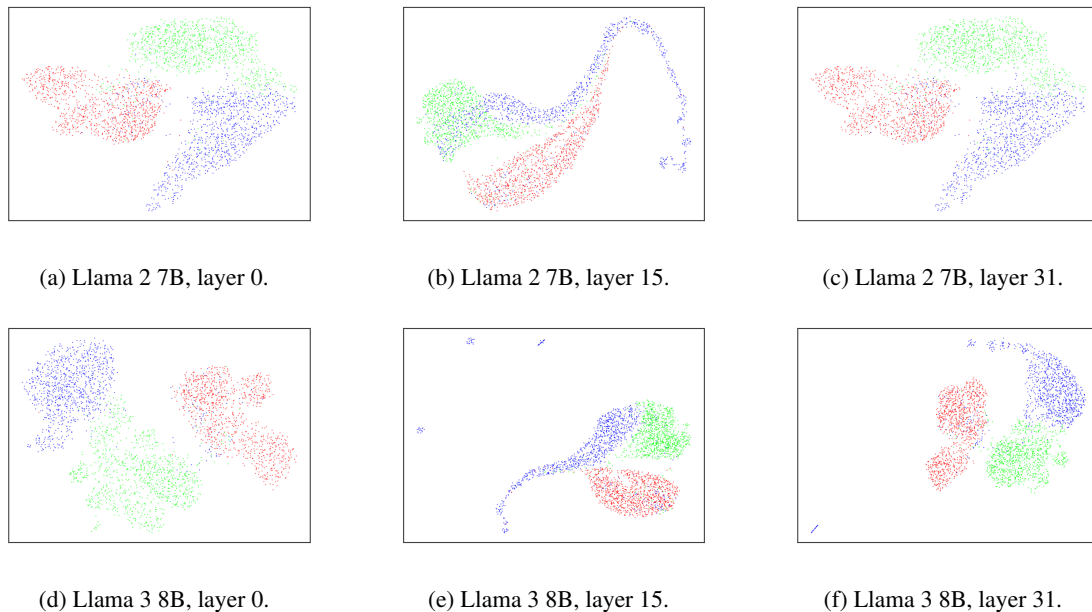 (a) Llama 2 7B, layer 0.
(b) Llama 2 7B, layer 15.
(c) Llama 2 7B, layer 31.
(d) Llama 3 8B, layer 0.
(e) Llama 3 8B, layer 15.
(f) Llama 3 8B, layer 31.